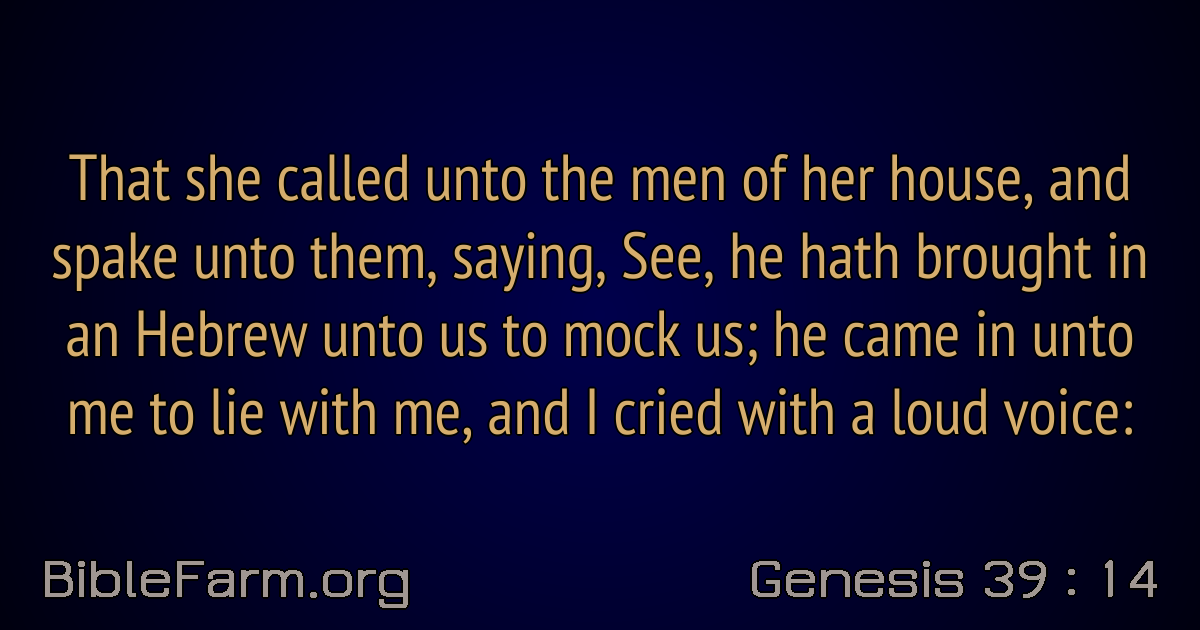 That she called unto the men of her house, and
spake unto them, saying, See, he hath brought in
an Hebrew unto us to mock us; he came in unto
me to lie with me, and I cried with a loud voice:
BibleFarm.org
Genesis 39 : 14